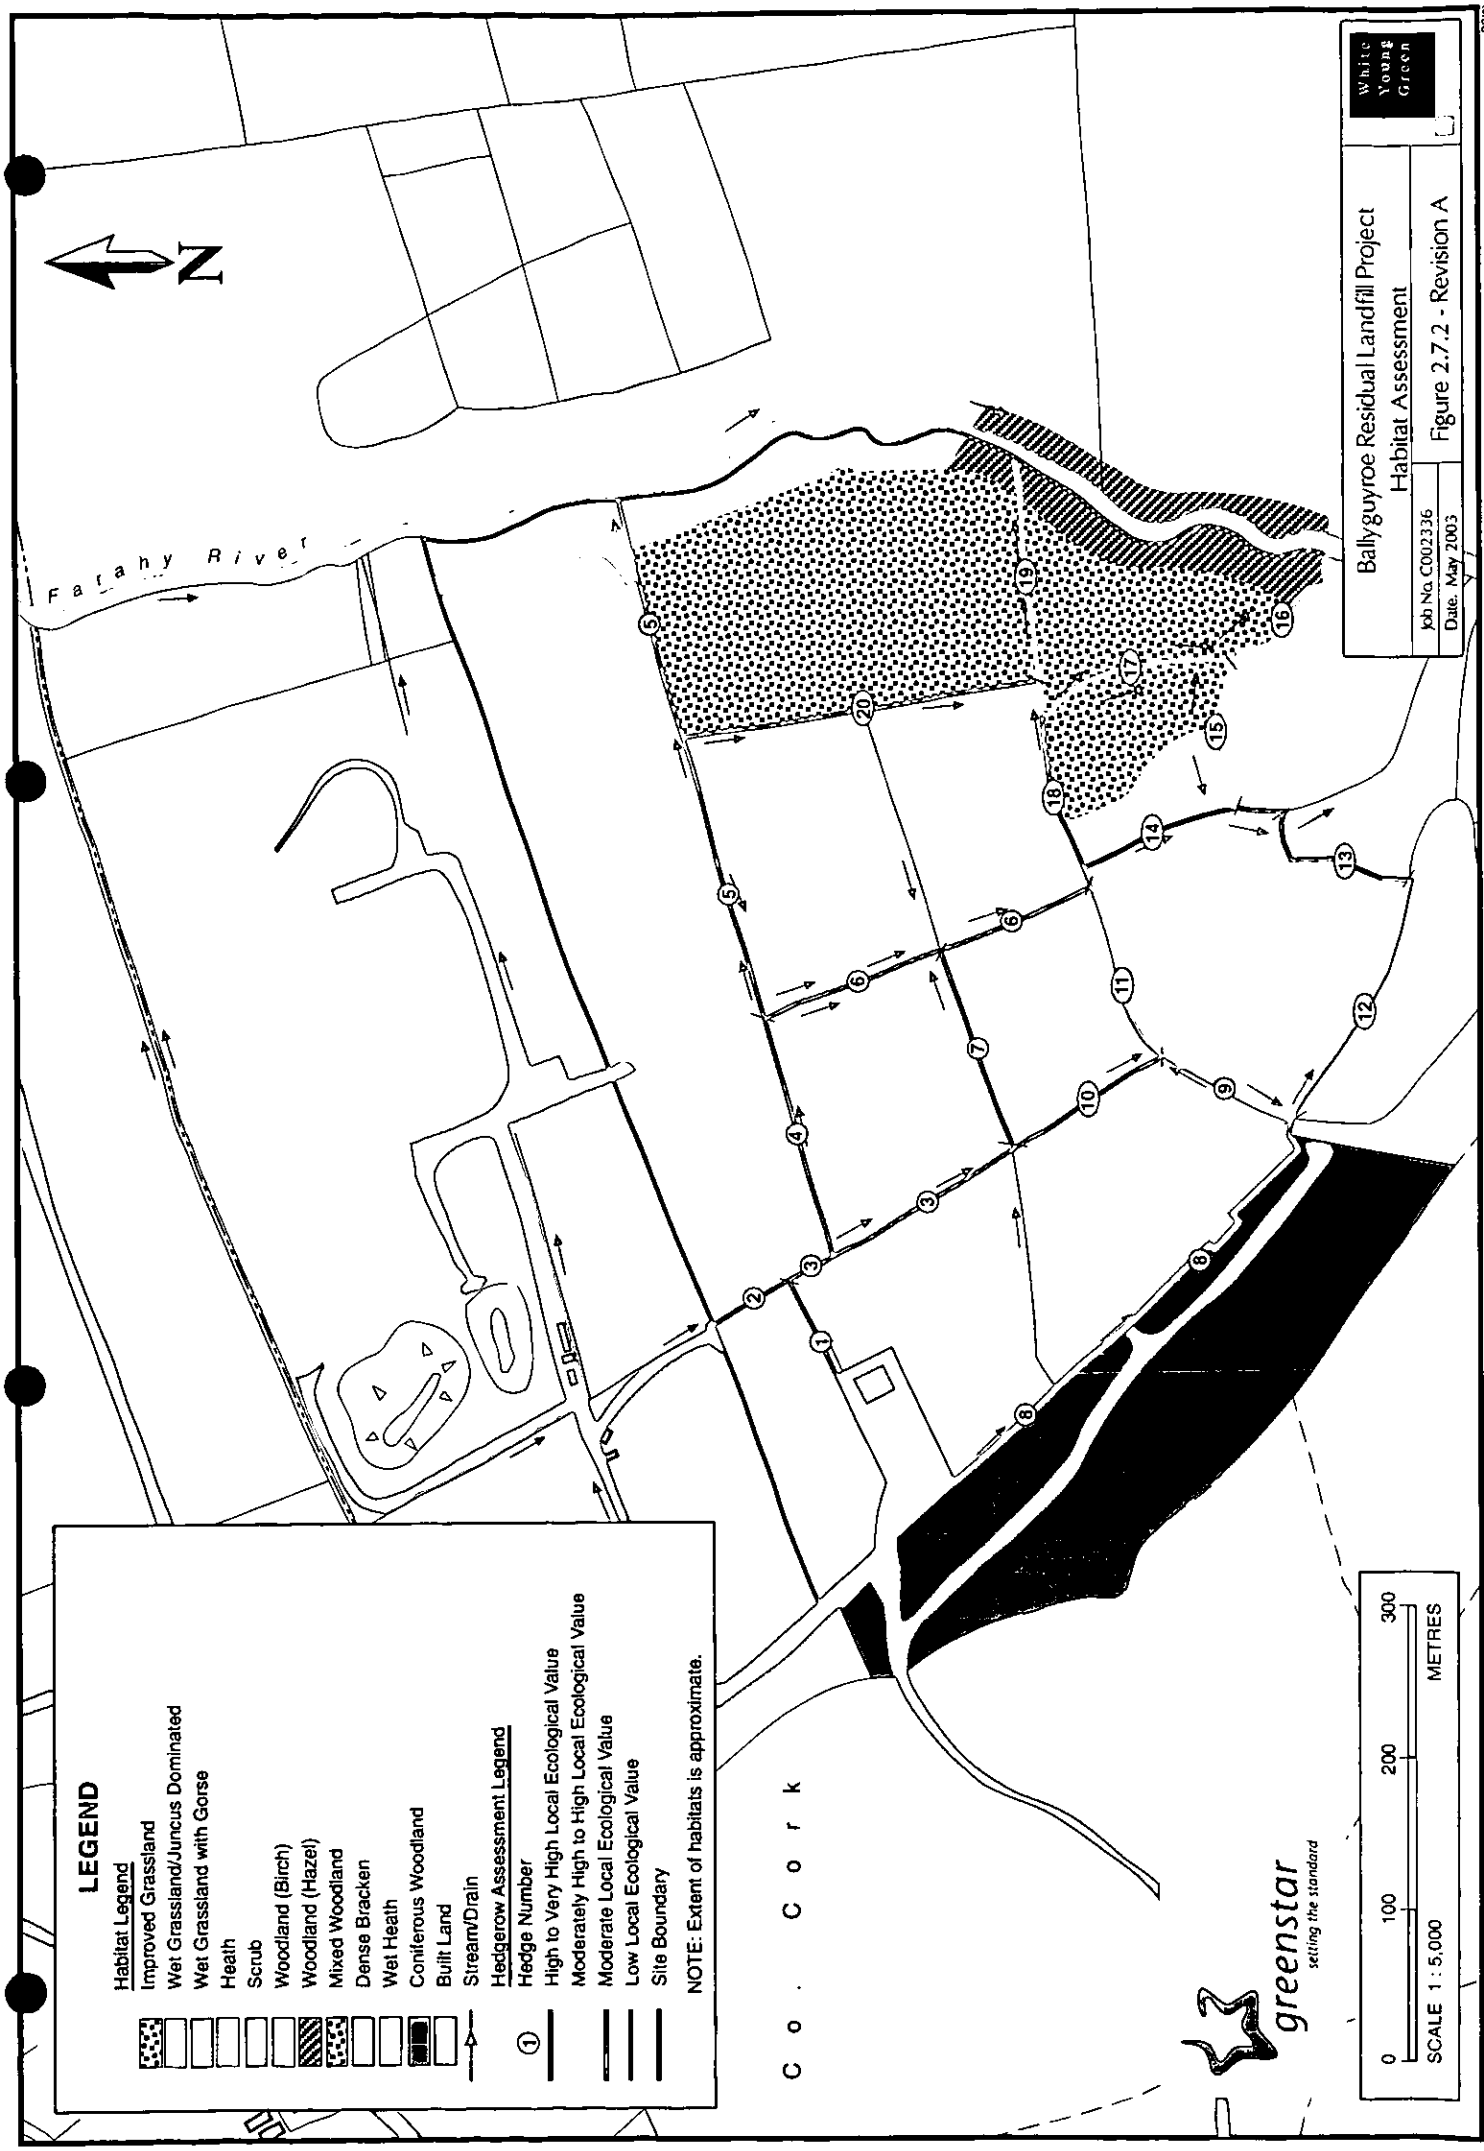 LEGEND
Habitat Legend
Improved Grassland
Wet Grassland/Juncus Dominated
Wet Grassland with Gorse
Heath
Scrub
Woodland (Birch)
Woodland (Hazel)
Mixed Woodland
Dense Bracken
Wet Heath
Coniferous Woodland
Built Land
Stream/Drain
Hedgerow Assessment Legend
1 Hedge Number
High to Very High Local Ecological Value
Moderately High to High Local Ecological Value
Moderate Local Ecological Value
Low Local Ecological Value
Site Boundary
NOTE: Extent of habitats is approximate.
Farahy River
N
Co. Cork
1
2
3
3
3
4
5
5
6
6
7
8
8
9
10
11
12
13
14
15
16
17
18
19
20
greenstar
setting the standard
0 100 200 300
SCALE 1 : 5,000 METRES
Ballyguyroe Residual Landfill Project
Habitat Assessment
Job No. C002336
Date. May 2003
Figure 2.7.2 - Revision A
White
Young
Green